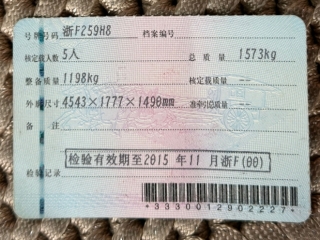 号牌号码 浙F259H8 档案编号
核定载人数 5人 总质量 1573kg
整备质量 1198kg 核定载质量 --
外廓尺寸 4543×1777×1490mm 准牵引总质量 --
备注
检验有效期至2015年11月浙F(00)
检验记录
*3330012902227*